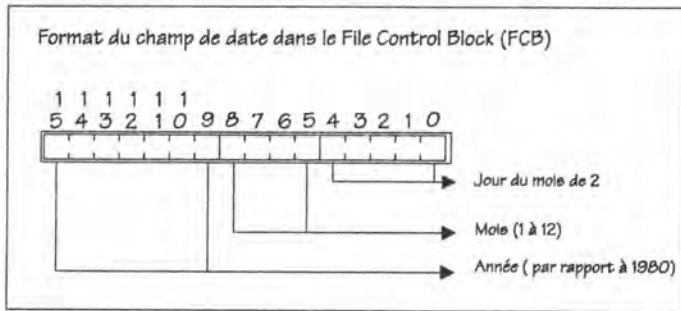 Format du champ de date dans le File Control Block (FCB)
1 1 1 1 1 1
5 4 3 2 1 0 9 8 7 6 5 4 3 2 1 0
Jour du mois de 2
Mois (1 à 12)
Année ( par rapport à 1980)